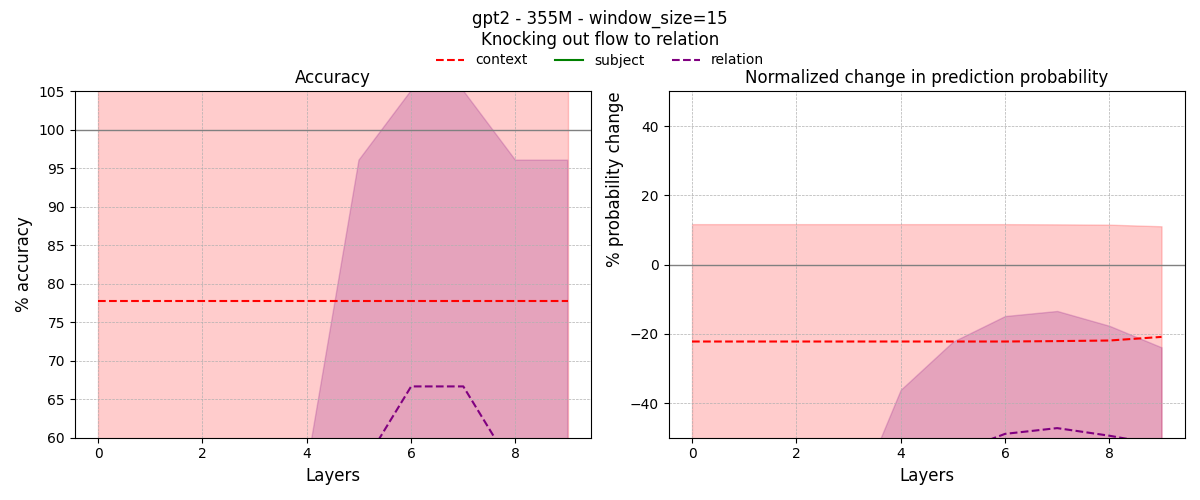 gpt2 - 355M - window_size=15
Knocking out flow to relation
context subject relation
Accuracy
% accuracy
105
100
95
90
85
80
75
70
65
60
0 2 4 6 8
Layers
Normalized change in prediction probability
% probability change
40
20
0
−20
−40
0 2 4 6 8
Layers